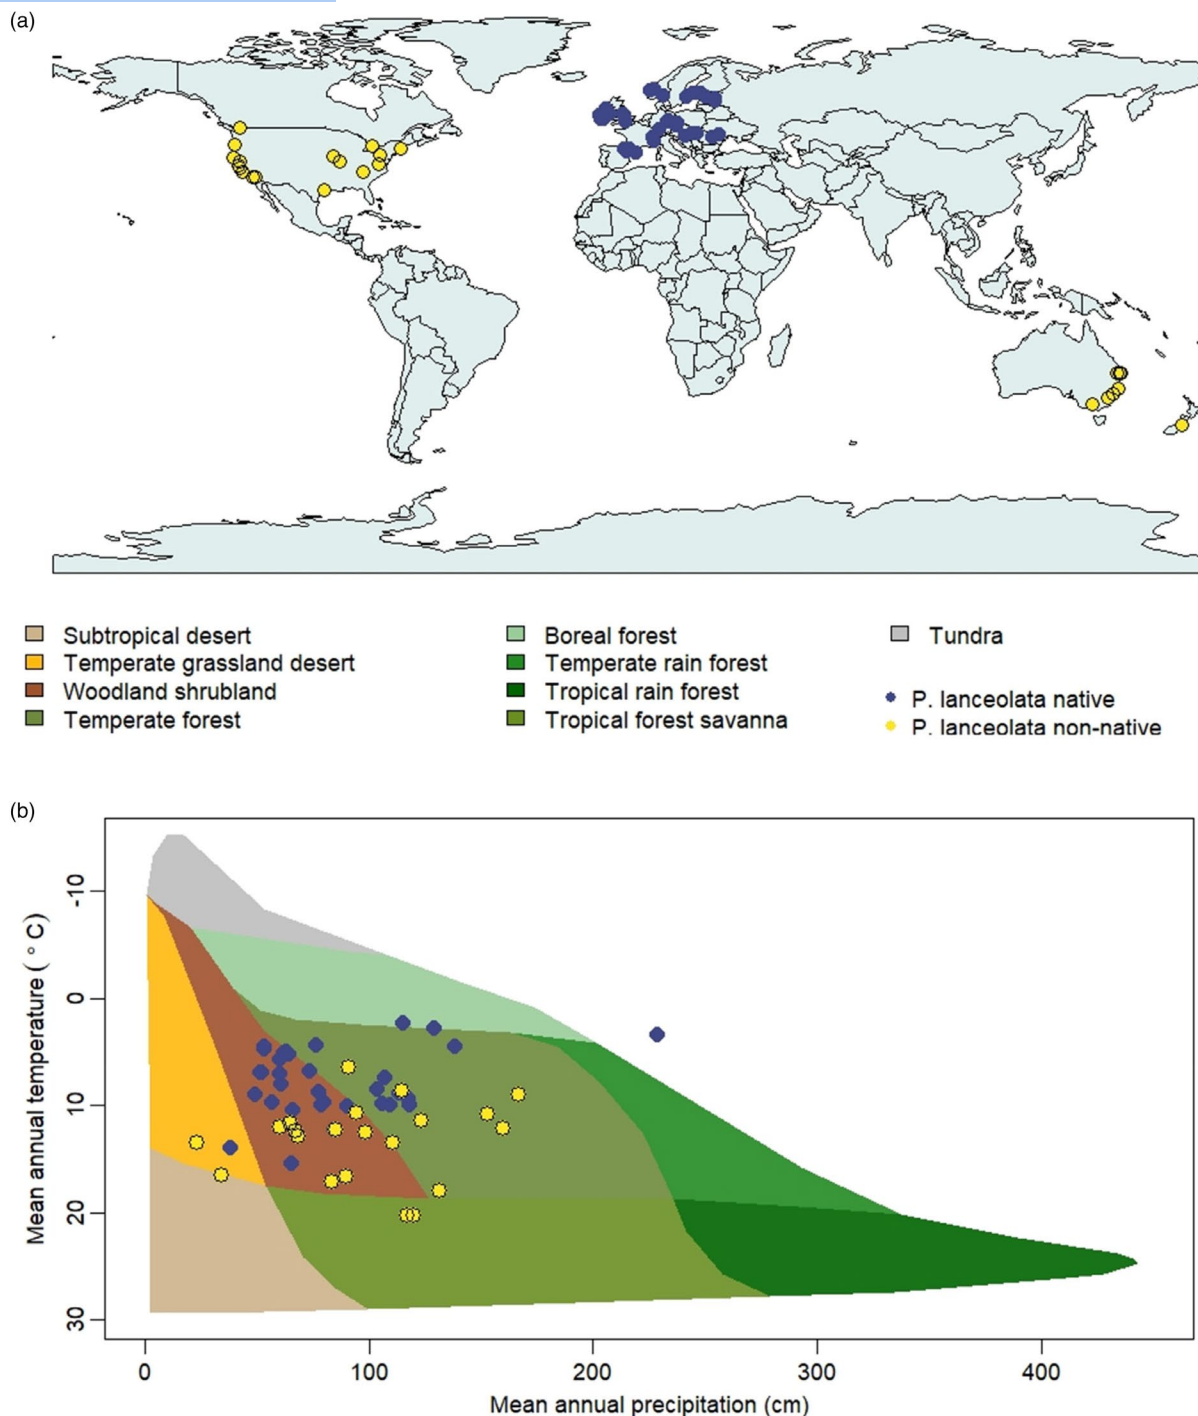 (a)
Subtropical desert
Temperate grassland desert
Woodland shrubland
Temperate forest
Boreal forest
Temperate rain forest
Tropical rain forest
Tropical forest savanna
Tundra
P. lanceolata native
P. lanceolata non-native
(b)
Mean annual temperature ( ° C)
-10
0
10
20
30
0 100 200 300 400
Mean annual precipitation (cm)